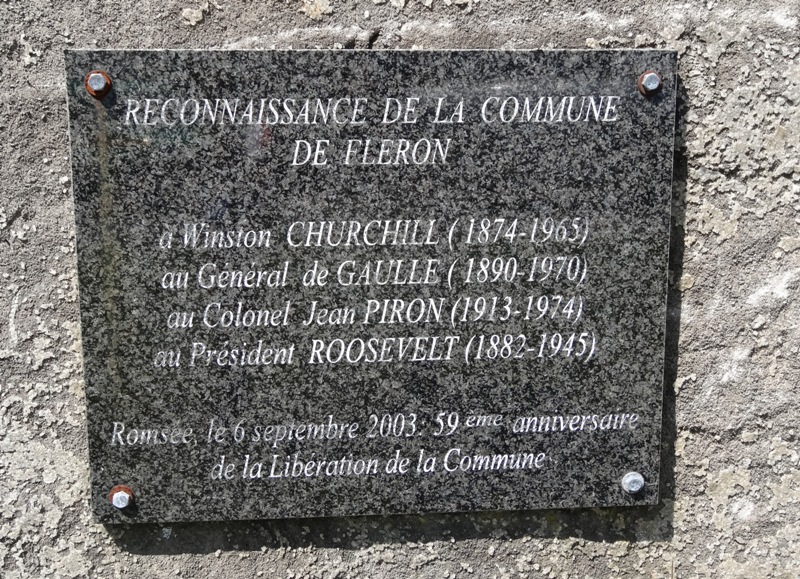 RECONNAISSANCE DE LA COMMUNE
DE FLERON
a Winston CHURCHILL ( 1874-1965)
au Général de GAULLE ( 1890-1970)
au Colonel Jean PIRON (1913-1974)
au Président ROOSEVELT (1882-1945)
Romsée, le 6 septembre 2003: 59 ème anniversaire
de la Libération de la Commune